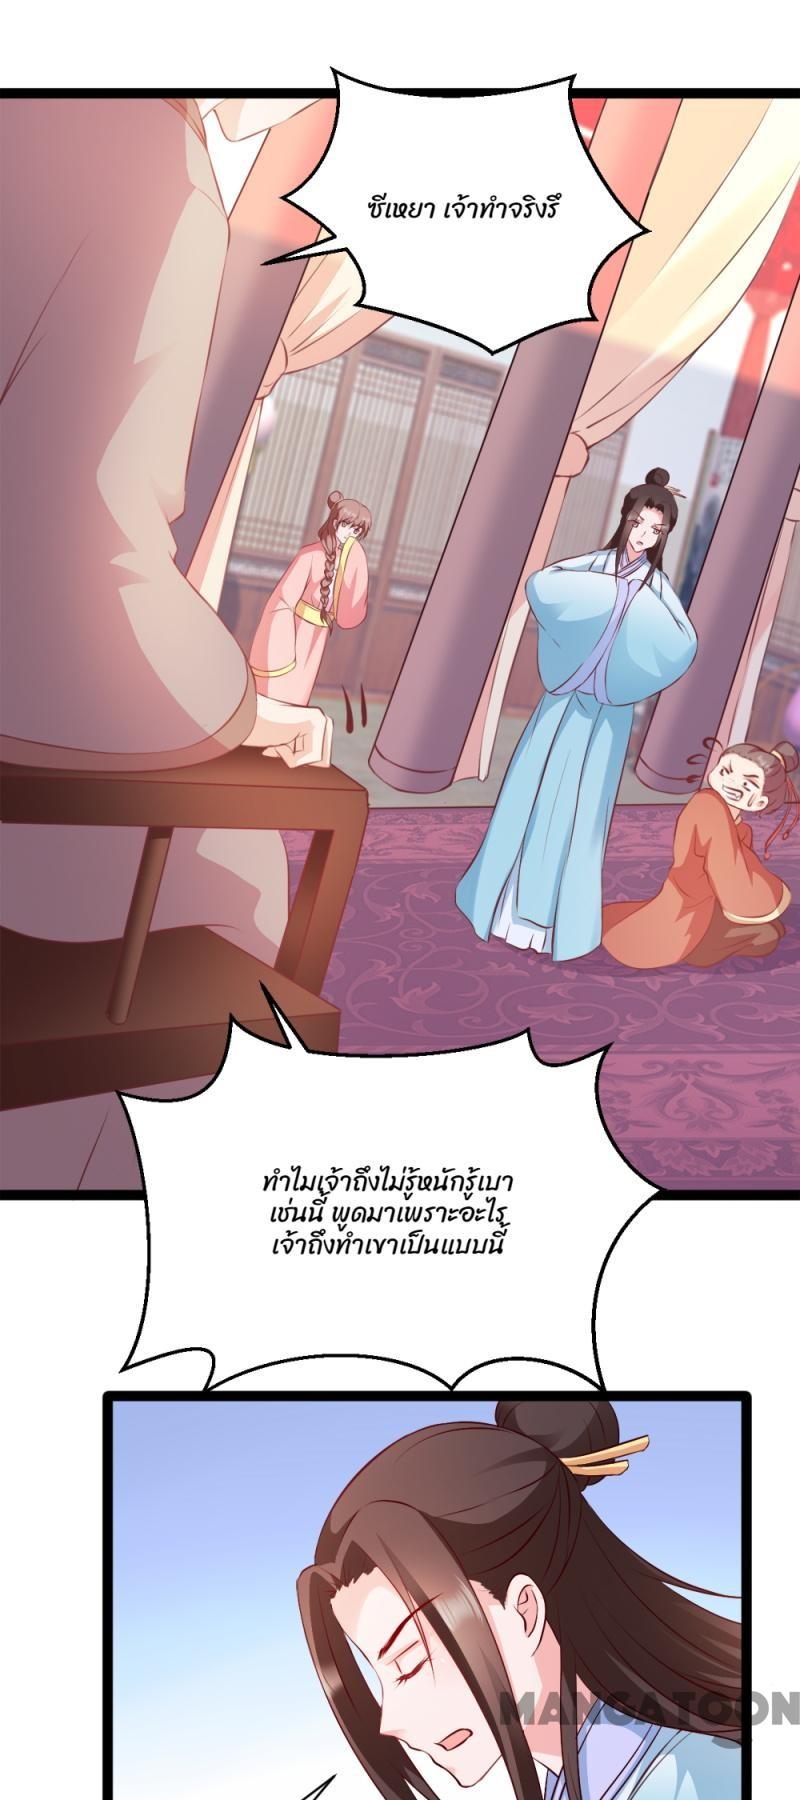 ซีเหยา เจ้าทำจริงรึ
ทำไมเจ้าถึงไม่รู้หนักรู้เบา
เช่นนี้ พูดมาเพราะอะไร
เจ้าถึงทำเขาเป็นแบบนี้
MANGATOON